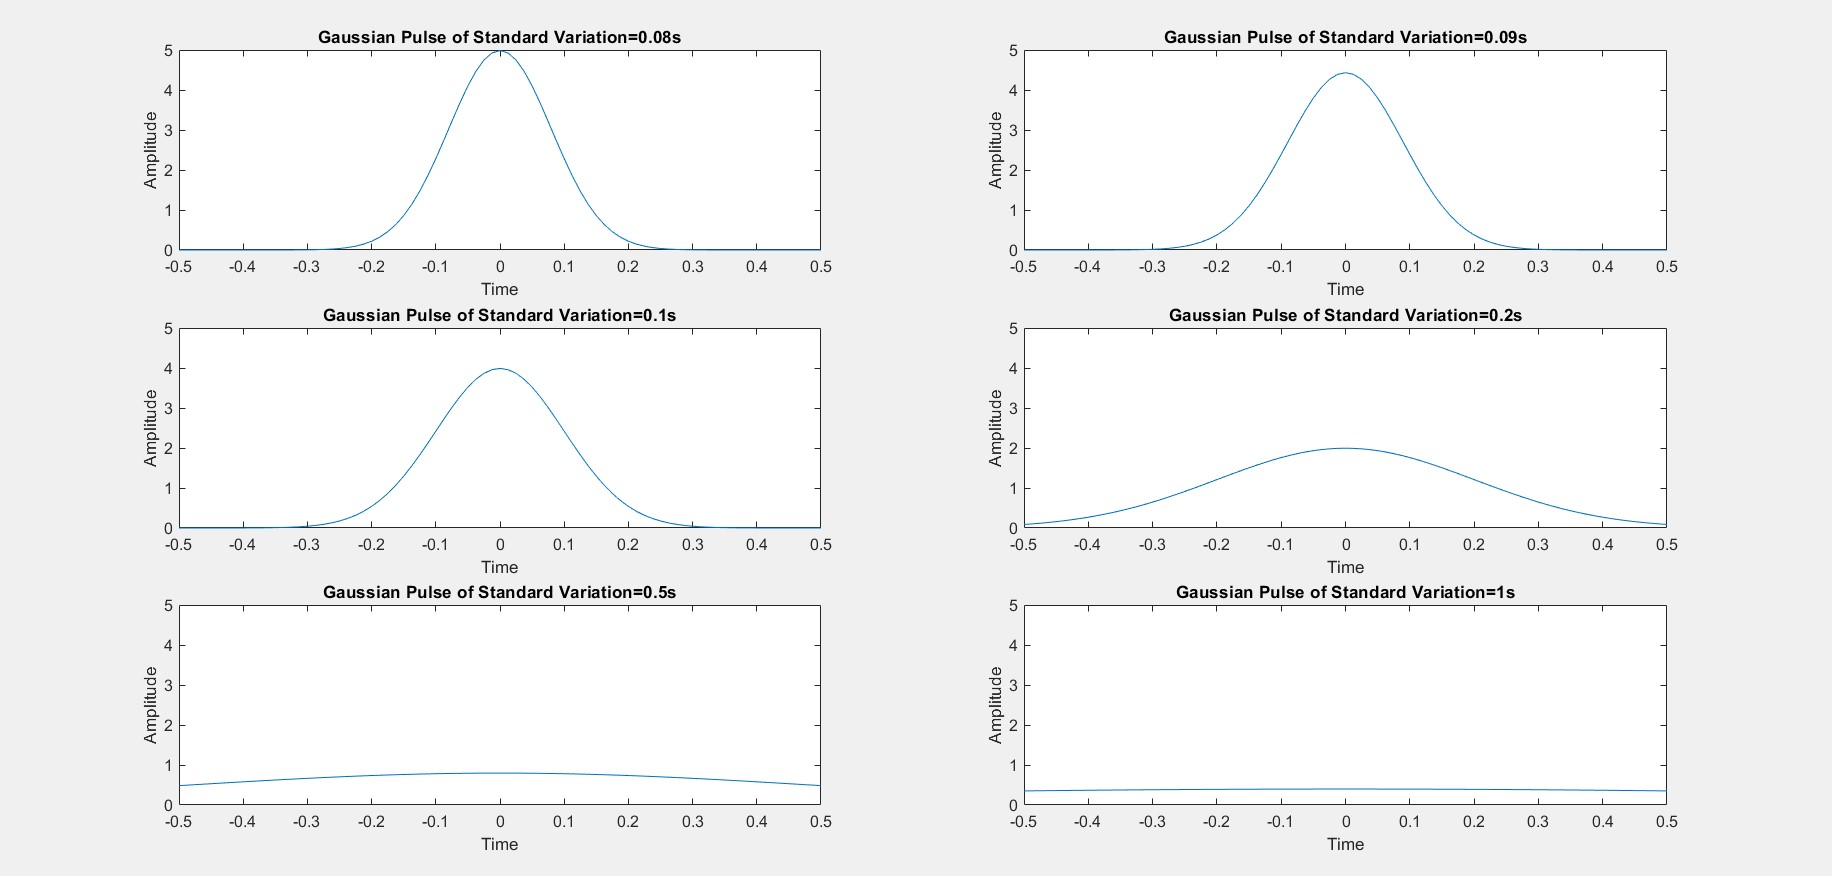 Gaussian Pulse of Standard Variation=0.08s
5
4
3
2
1
0
Amplitude
-0.5 -0.4 -0.3 -0.2 -0.1 0 0.1 0.2 0.3 0.4 0.5
Time
Gaussian Pulse of Standard Variation=0.09s
5
4
3
2
1
0
Amplitude
-0.5 -0.4 -0.3 -0.2 -0.1 0 0.1 0.2 0.3 0.4 0.5
Time
Gaussian Pulse of Standard Variation=0.1s
5
4
3
2
1
0
Amplitude
-0.5 -0.4 -0.3 -0.2 -0.1 0 0.1 0.2 0.3 0.4 0.5
Time
Gaussian Pulse of Standard Variation=0.2s
5
4
3
2
1
0
Amplitude
-0.5 -0.4 -0.3 -0.2 -0.1 0 0.1 0.2 0.3 0.4 0.5
Time
Gaussian Pulse of Standard Variation=0.5s
5
4
3
2
1
0
Amplitude
-0.5 -0.4 -0.3 -0.2 -0.1 0 0.1 0.2 0.3 0.4 0.5
Time
Gaussian Pulse of Standard Variation=1s
5
4
3
2
1
0
Amplitude
-0.5 -0.4 -0.3 -0.2 -0.1 0 0.1 0.2 0.3 0.4 0.5
Time